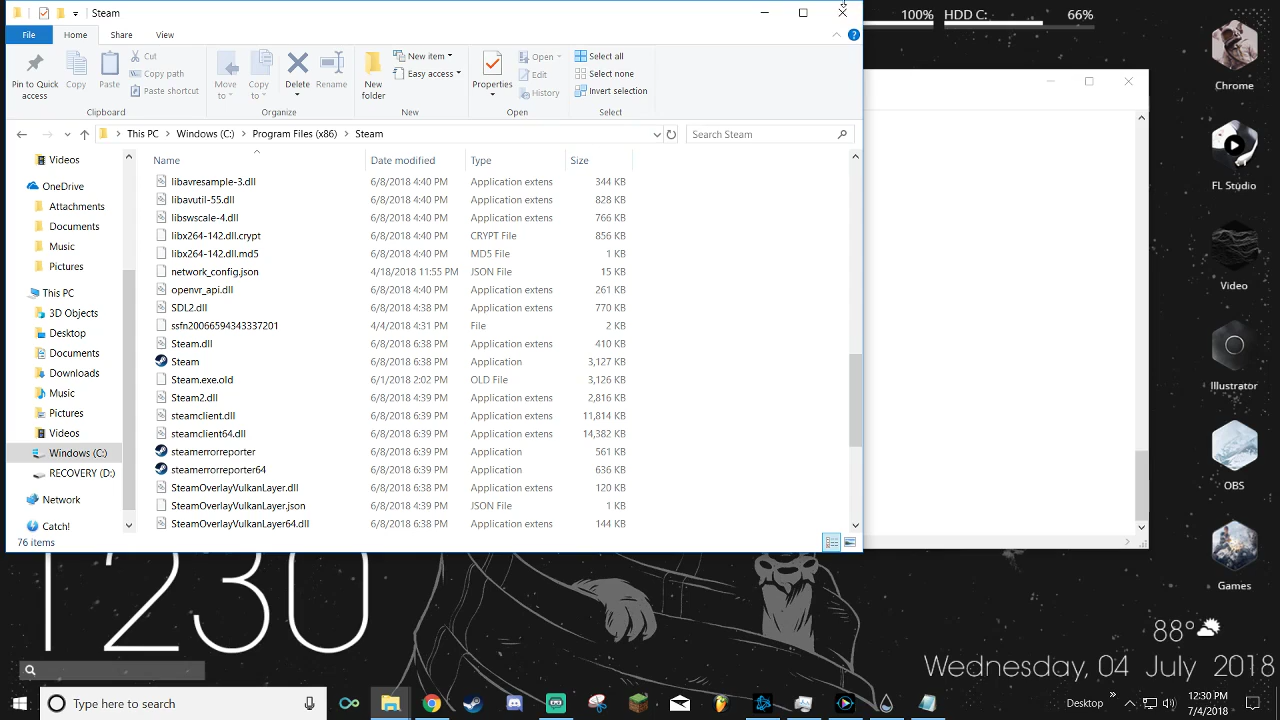 Steam
File Home Share View
Pin to Quick access
Copy
Paste
Cut
Copy path
Paste shortcut
Clipboard
Move to
Copy to
Delete
Rename
Organize
New folder
New item
Easy access
New
Properties
Open
Edit
History
Open
Select all
Select none
Invert selection
Select
This PC Windows (C:) Program Files (x86) Steam
Search Steam
Name Date modified Type Size
Videos
OneDrive
Attachments
Documents
Music
Pictures
This PC
3D Objects
Desktop
Documents
Downloads
Music
Pictures
Videos
Windows (C:)
RECOVERY (D:)
Network
Catch!
libavresample-3.dll 6/8/2018 4:40 PM Application extens 344 KB
libavutil-55.dll 6/8/2018 4:40 PM Application extens 828 KB
libswscale-4.dll 6/8/2018 4:40 PM Application extens 766 KB
libx264-142.dll.crypt 6/8/2018 4:40 PM CRYPT File 856 KB
libx264-142.dll.md5 6/8/2018 4:40 PM MD5 File 1 KB
network_config.json 4/18/2018 11:55 PM JSON File 15 KB
openvr_api.dll 6/8/2018 4:40 PM Application extens 261 KB
SDL2.dll 6/8/2018 4:38 PM Application extens 770 KB
ssfn20066594343337201 4/4/2018 4:31 PM File 2 KB
Steam.dll 6/8/2018 6:38 PM Application extens 410 KB
Steam 6/8/2018 6:38 PM Application 3,127 KB
Steam.exe.old 6/1/2018 2:02 PM OLD File 3,126 KB
Steam2.dll 6/8/2018 4:39 PM Application extens 2,816 KB
steamclient.dll 6/8/2018 6:39 PM Application extens 11,814 KB
steamclient64.dll 6/8/2018 6:39 PM Application extens 14,382 KB
steamerrorreporter 6/8/2018 6:39 PM Application 561 KB
steamerrorreporter64 6/8/2018 6:39 PM Application 636 KB
SteamOverlayVulkanLayer.dll 6/8/2018 6:38 PM Application extens 120 KB
SteamOverlayVulkanLayer.json 6/8/2018 4:39 PM JSON File 1 KB
SteamOverlayVulkanLayer64.dll 6/8/2018 6:38 PM Application extens 144 KB
76 items
100% HDD C: 66%
Chrome
FL Studio
Video
Illustrator
OBS
Games
1230
88°
Wednesday, 04 July 2018
Type here to search
Desktop
12:30 PM
7/4/2018